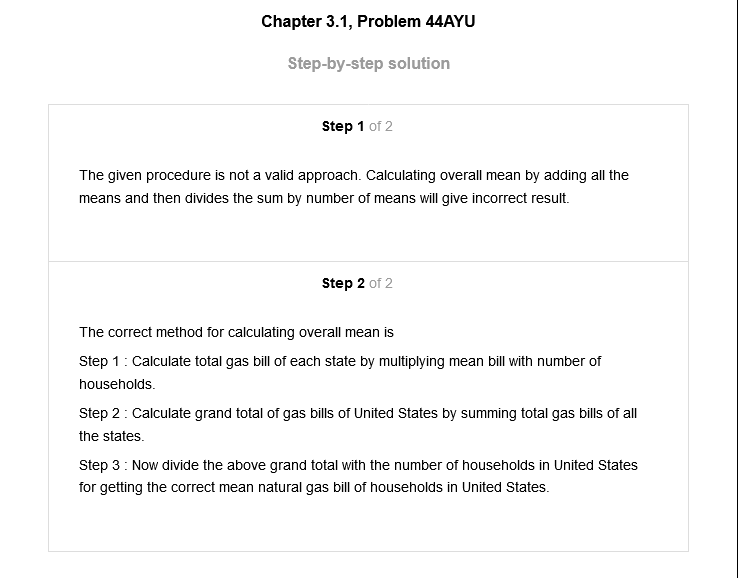 Chapter 3.1, Problem 44AYU
Step-by-step solution
Step 1 of 2
The given procedure is not a valid approach. Calculating overall mean by adding all the
means and then divides the sum by number of means will give incorrect result.
Step 2 of 2
The correct method for calculating overall mean is
Step 1 : Calculate total gas bill of each state by multiplying mean bill with number of
households.
Step 2 : Calculate grand total of gas bills of United States by summing total gas bills of all
the states.
Step 3 : Now divide the above grand total with the number of households in United States
for getting the correct mean natural gas bill of households in United States.